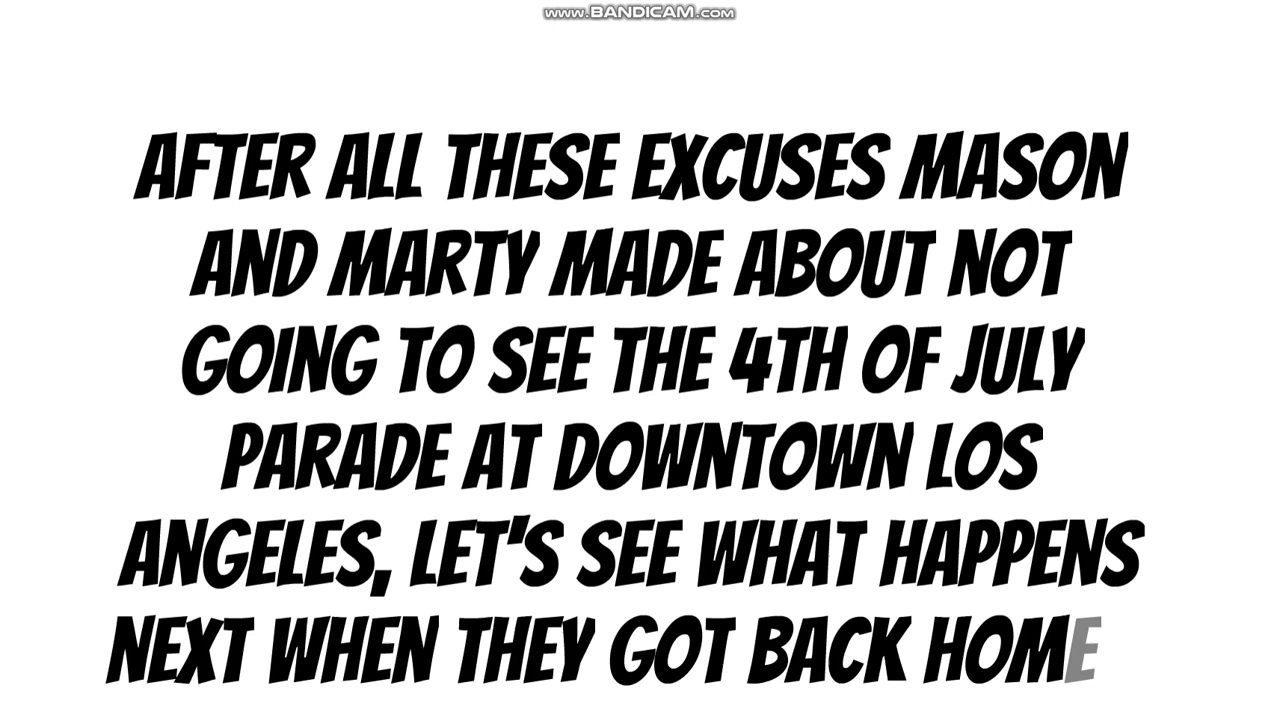 www.BANDICAM.com
AFTER ALL THESE EXCUSES MASON
AND MARTY MADE ABOUT NOT
GOING TO SEE THE 4TH OF JULY
PARADE AT DOWNTOWN LOS
ANGELES, LET'S SEE WHAT HAPPENS
NEXT WHEN THEY GOT BACK HOME